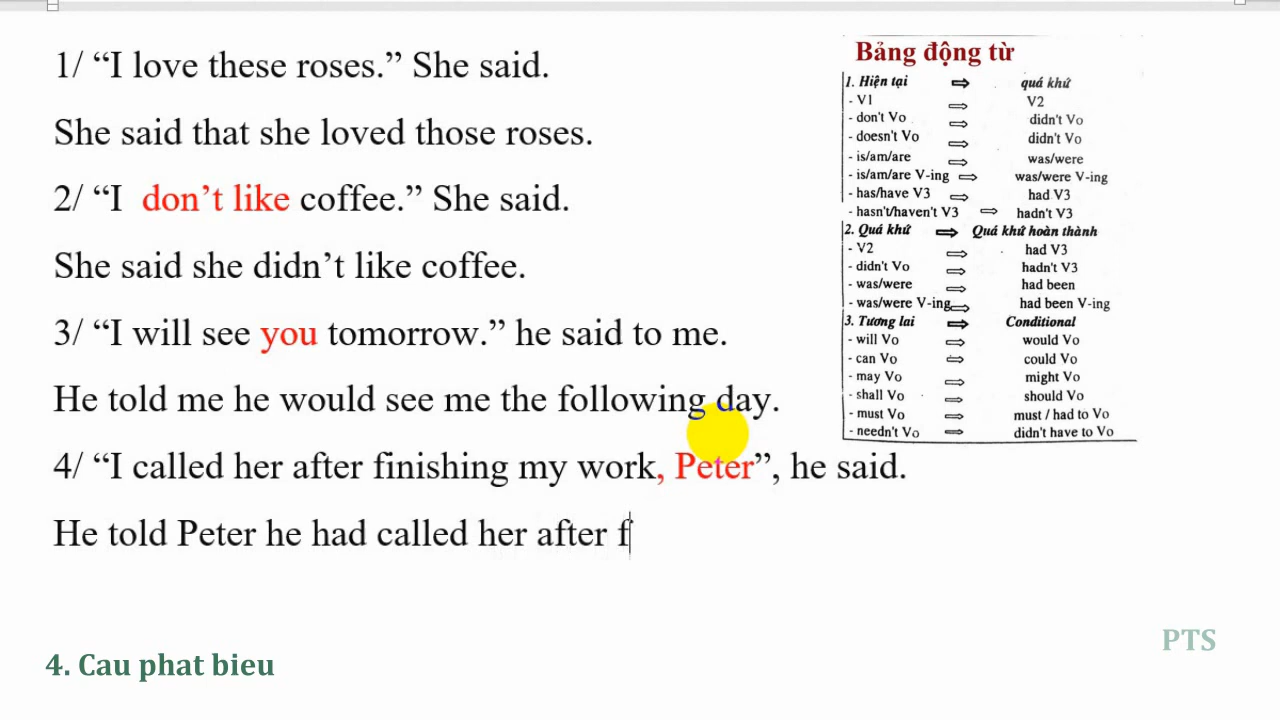 1/ “I love these roses.” She said.
She said that she loved those roses.
2/ “I don’t like coffee.” She said.
She said she didn’t like coffee.
3/ “I will see you tomorrow.” he said to me.
He told me he would see me the following day.
4/ “I called her after finishing my work, Peter”, he said.
He told Peter he had called her after f
Bảng động từ
1. Hiện tại ⇒ quá khứ
- V1 ⇒ V2
- don't Vo ⇒ didn't Vo
- doesn't Vo ⇒ didn't Vo
- is/am/are ⇒ was/were
- is/am/are V-ing ⇒ was/were V-ing
- has/have V3 ⇒ had V3
- hasn't/haven't V3 ⇒ hadn't V3
2. Quá khứ ⇒ Quá khứ hoàn thành
- V2 ⇒ had V3
- didn't Vo ⇒ hadn't V3
- was/were ⇒ had been
- was/were V-ing ⇒ had been V-ing
3. Tương lai ⇒ Conditional
- will Vo ⇒ would Vo
- can Vo ⇒ could Vo
- may Vo ⇒ might Vo
- shall Vo ⇒ should Vo
- must Vo ⇒ must / had to Vo
- needn't Vo ⇒ didn't have to Vo
PTS
4. Cau phat bieu